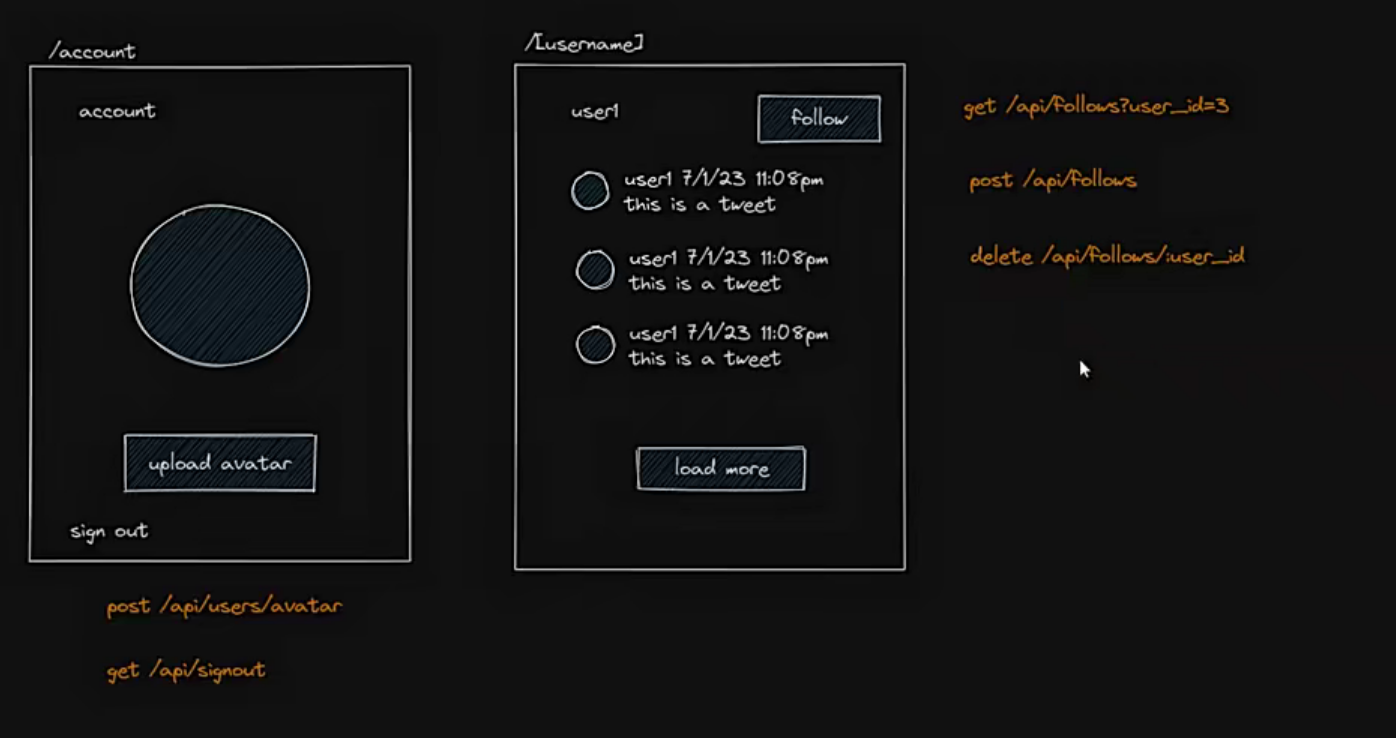 /account
account
upload avatar
sign out
post /api/users/avatar
get /api/signout
/[username]
user1
follow
user1 7/1/23 11:08pm
this is a tweet
user1 7/1/23 11:08pm
this is a tweet
user1 7/1/23 11:08pm
this is a tweet
load more
get /api/follows?user_id=3
post /api/follows
delete /api/follows/:user_id